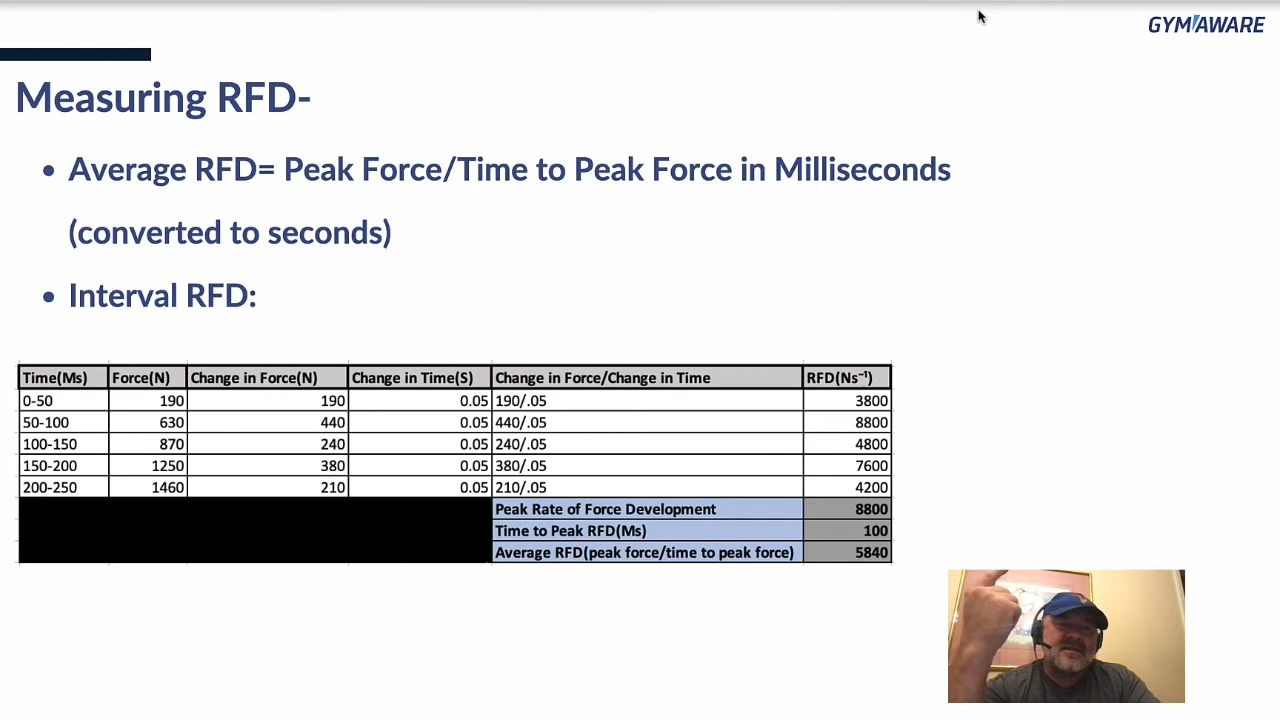 GYMAWARE
Measuring RFD-
• Average RFD= Peak Force/Time to Peak Force in Milliseconds
(converted to seconds)
• Interval RFD:
Time(Ms) Force(N) Change in Force(N) Change in Time(S) Change in Force/Change in Time RFD(Ns⁻¹)
0-50 190 190 0.05 190/.05 3800
50-100 630 440 0.05 440/.05 8800
100-150 870 240 0.05 240/.05 4800
150-200 1250 380 0.05 380/.05 7600
200-250 1460 210 0.05 210/.05 4200
Peak Rate of Force Development 8800
Time to Peak RFD(Ms) 100
Average RFD(peak force/time to peak force) 5840